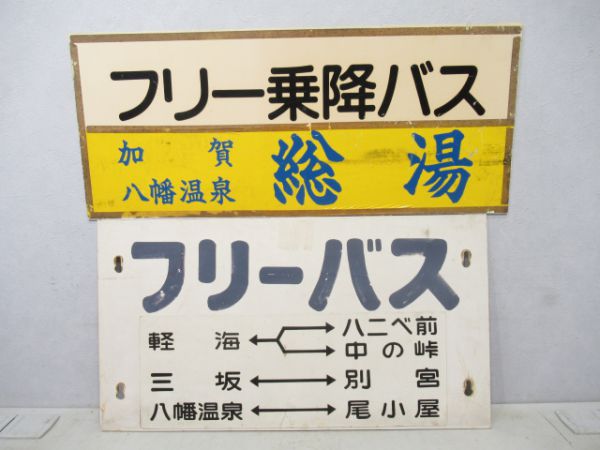 フリー乗降バス
加賀
八幡温泉
総湯
フリーバス
軽海 ハニベ前
中の峠
三坂 別宮
八幡温泉 尾小屋